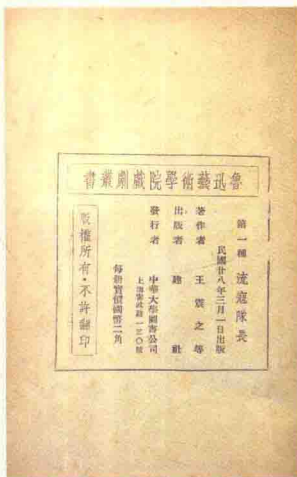 魯迅藝術學院戲劇叢書
第一種 流寇隊長
民國廿八年三月一日出版
著作者 王震之等
出版者 建社
發行者 中華大學圖書公司
每册實價國幣二角
版權所有·不許翻印